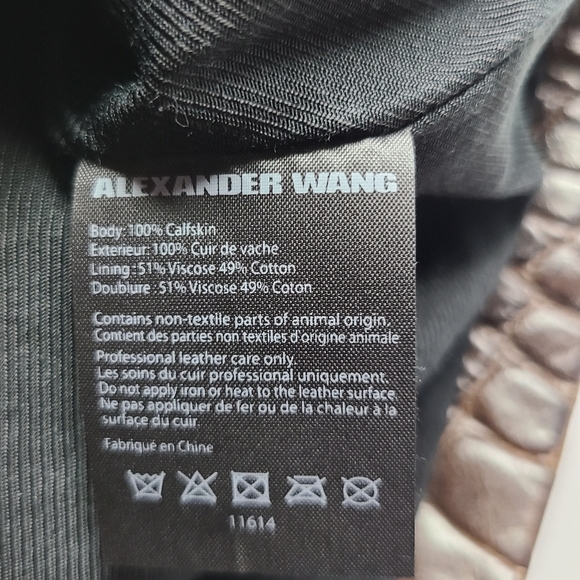 ALEXANDER WANG
Body: 100% Calfskin
Exterieur: 100% Cuir de vache
Lining : 51% Viscose 49% Cotton
Doublure : 51% Viscose 49% Coton
Contains non-textile parts of animal origin.
Contient des parties non textiles d'origine animale
Professional leather care only.
Les soins du cuir professional uniquement.
Do not apply iron or heat to the leather surface.
Ne pas appliquer de fer ou de la chaleur à la
surface du cuir.
Fabriqué en Chine
11614